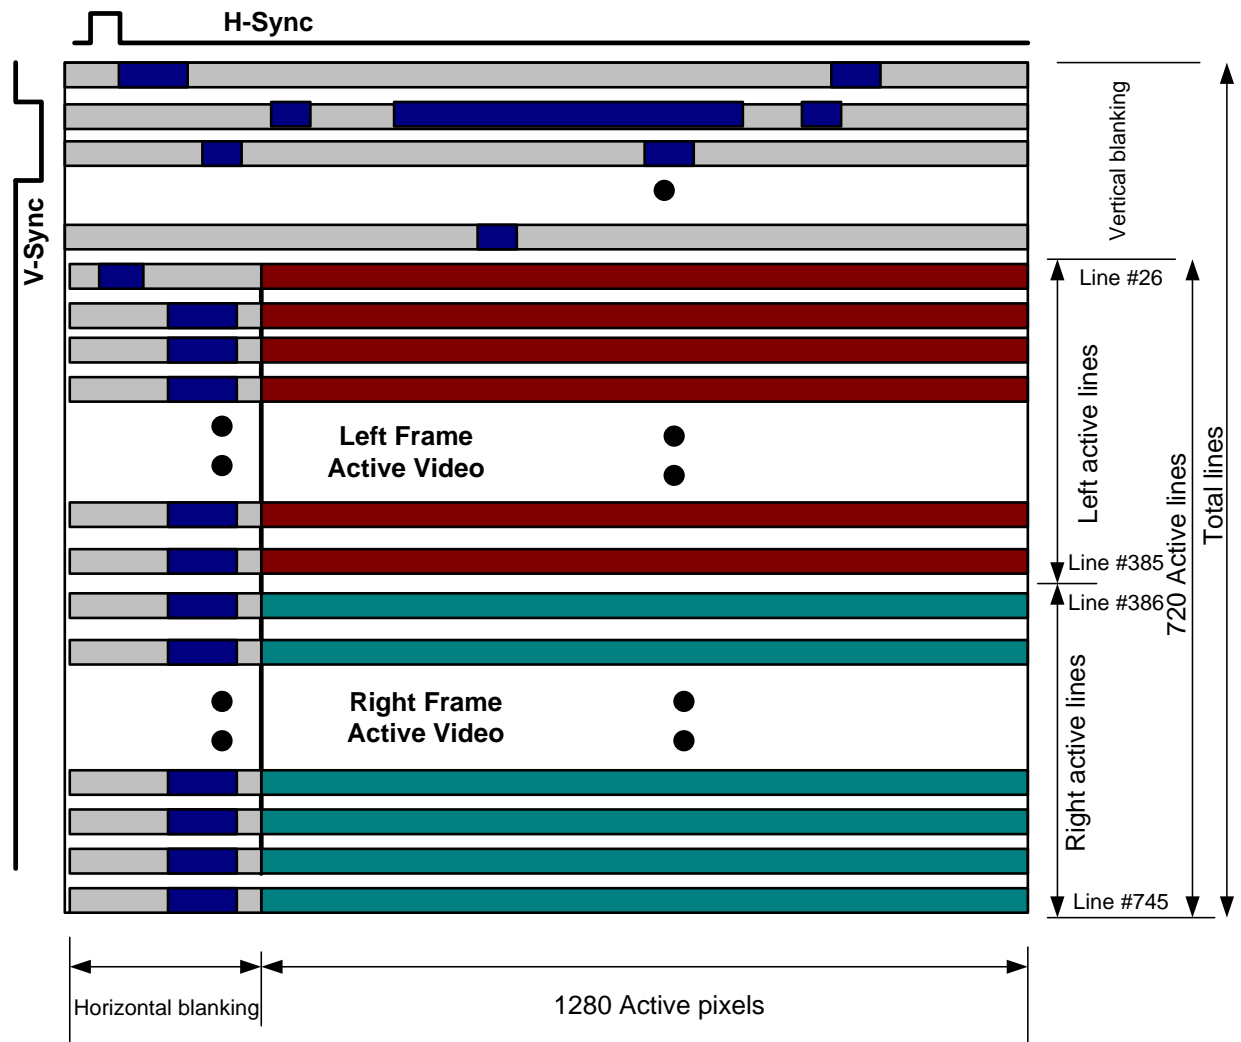 H-Sync
V-Sync
Vertical blanking
Line #26
Left active lines
720 Active lines
Total lines
Left Frame
Active Video
Line #385
Line #386
Right Frame
Active Video
Right active lines
Line #745
Horizontal blanking
1280 Active pixels